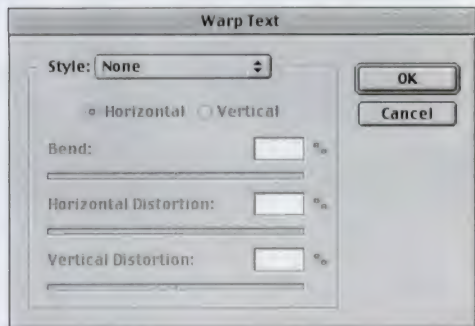 Warp Text
Style: None
OK
Horizontal Vertical
Cancel
Bend: %
Horizontal Distortion: %
Vertical Distortion: %